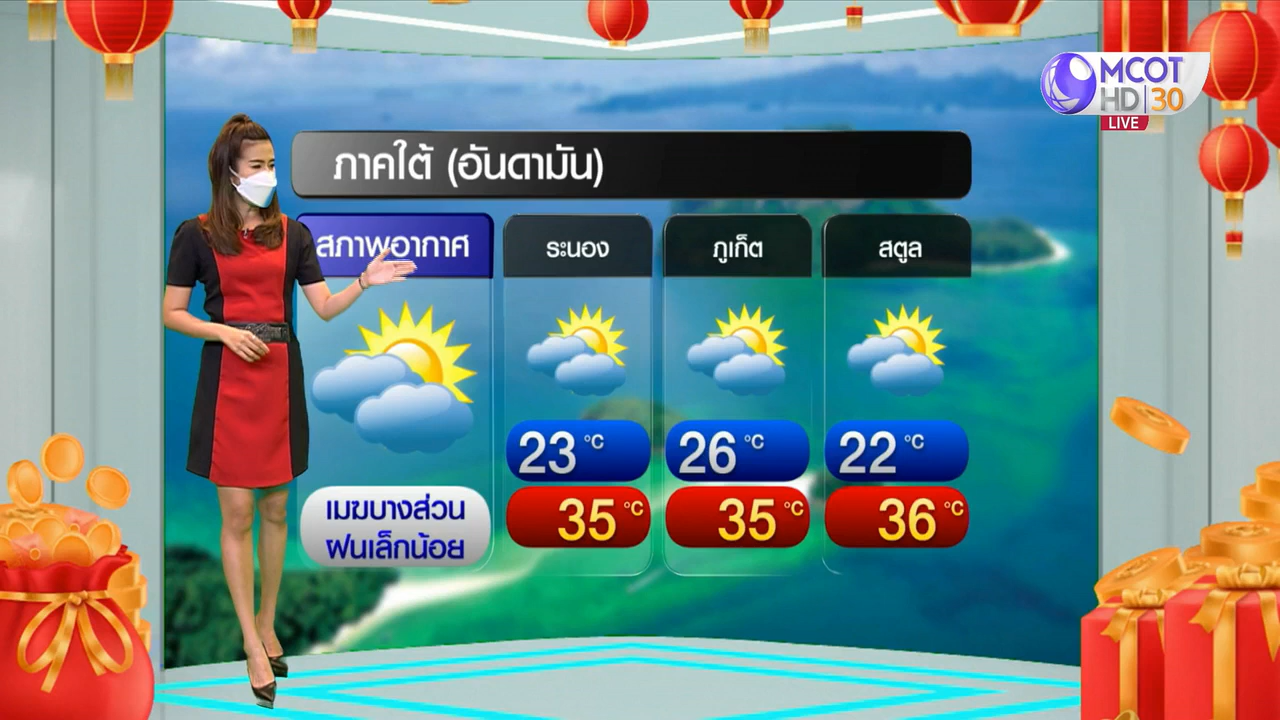 MCOT
HD 30
LIVE
ภาคใต้ (อันดามัน)
สภาพอากาศ
ระนอง
ภูเก็ต
สตูล
23 °C
26 °C
22 °C
35 °C
35 °C
36 °C
เมฆบางส่วน
ฝนเล็กน้อย